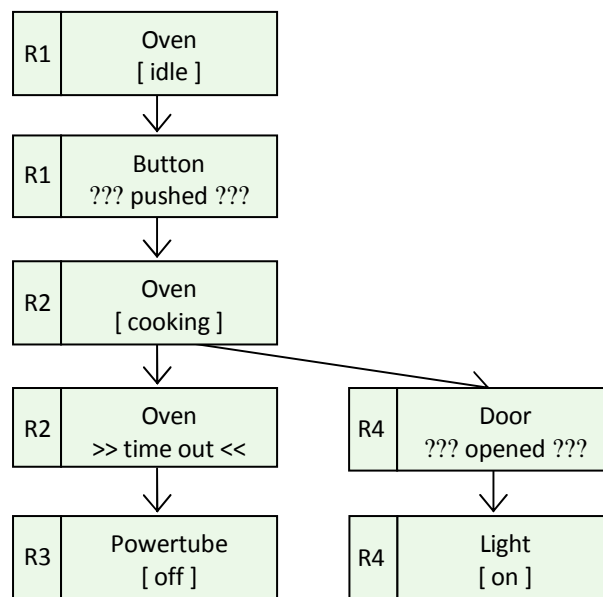 R1
Oven
[ idle ]
R1
Button
??? pushed ???
R2
Oven
[ cooking ]
R2
Oven
>> time out <<
R4
Door
??? opened ???
R3
Powertube
[ off ]
R4
Light
[ on ]